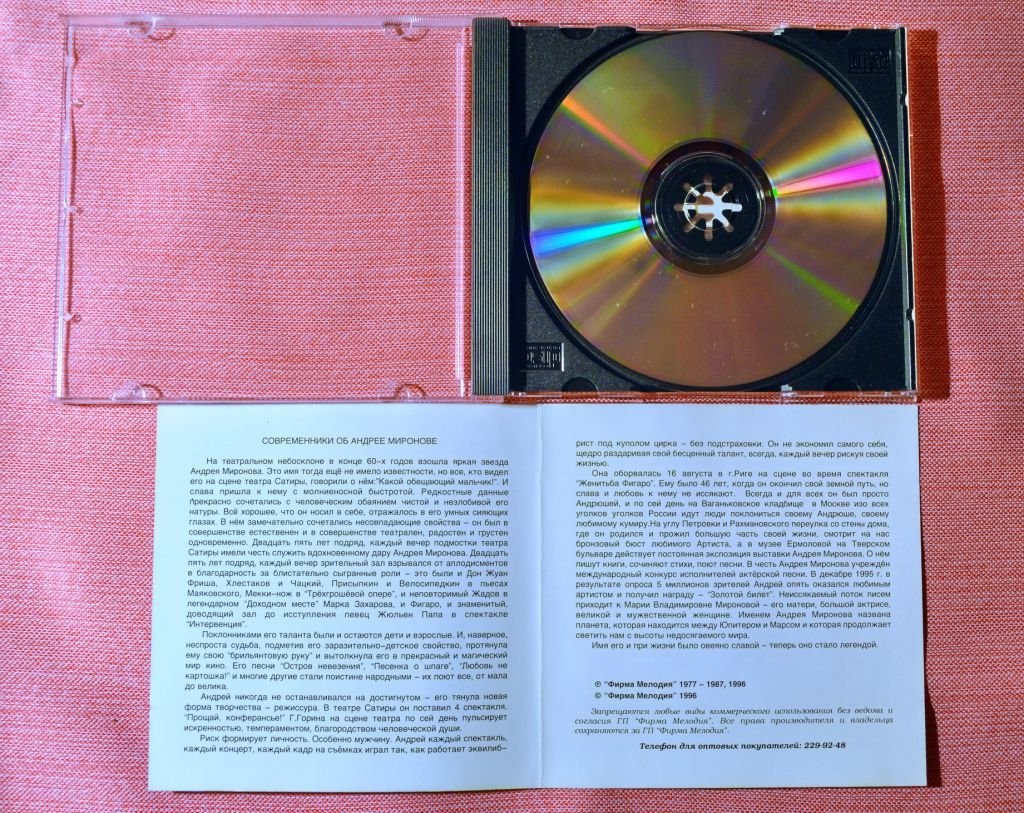 СОВРЕМЕННИКИ ОБ АНДРЕЕ МИРОНОВЕ
На театральном небосклоне в конце 60-х годов взошла яркая звезда
Андрея Миронова. Это имя тогда ещё не имело известности, но все, кто видел
его на сцене театра Сатиры, говорили о нём:"Какой обещающий мальчик!". И
слава пришла к нему с молниеносной быстротой. Редкостные данные
прекрасно сочетались с человеческим обаянием чистой и незлобивой его
натуры. Всё хорошее, что он носил в себе, отражалось в его умных сияющих
глазах. В нём замечательно сочетались несовпадающие свойства – он был в
совершенстве естественен и в совершенстве театрален, радостен и грустен
одновременно. Двадцать пять лет подряд, каждый вечер подмостки театра
Сатиры имели честь служить вдохновенному дару Андрея Миронова. Двадцать
пять лет подряд, каждый вечер зрительный зал взрывался от аплодисментов
в благодарность за блистательно сыгранные роли – это были и Дон Жуан
Фриша, Хлестаков и Чацкий, Присыпкин и Велосипедкин в пьесах
Маяковского, Мекки-нож в "Трёхгрошёвой опере", и неповторимый Жадов в
легендарном "Доходном месте" Марка Захарова, и Фигаро, и знаменитый,
доводящий зал до исступления певец Жюльен Папа в спектакле
"Интервенция".
Поклонниками его таланта были и остаются дети и взрослые. И, наверное,
неспроста судьба, подметив его заразительно-детское свойство, протянула
ему свою "брильянтовую руку" и вытолкнула его в прекрасный и магический
мир кино. Его песни "Остров невезения", "Песенка о шпаге", "Любовь не
картошка!" и многие другие стали поистине народными – их поют все, от мала
до велика.
Андрей никогда не останавливался на достигнутом – его тянула новая
форма творчества – режиссура. В театре Сатиры он поставил 4 спектакля.
"Прощай, конферансье!" Г.Горина на сцене театра по сей день пульсирует
искренностью, темпераментом, благородством человеческой души.
Риск формирует личность. Особенно мужчину. Андрей каждый спектакль,
каждый концерт, каждый кадр на съёмках играл так, как работает эквилиб-
рист под куполом цирка – без подстраховки. Он не экономил самого себя,
щедро раздаривая свой бесценный талант, всегда, каждый вечер рискуя своей
жизнью.
Она оборвалась 16 августа в г.Риге на сцене во время спектакля
"Женитьба Фигаро". Ему было 46 лет, когда он окончил свой земной путь, но
слава и любовь к нему не иссякают. Всегда и для всех он был просто
Андрюшей, и по сей день на Ваганьковское кладбище в Москве изо всех
уголков уголков России идут люди поклониться своему Андрюше, своему
любимому кумиру.На углу Петровки и Рахмановского переулка со стены дома,
где он родился и прожил большую часть своей жизни, смотрит на нас
бронзовый бюст любимого Артиста, а в музее Ермоловой на Тверском
бульваре действует постоянная экспозиция выставки Андрея Миронова. О нём
пишут книги, сочиняют стихи, поют песни. В честь Андрея Миронова учреждён
международный конкурс исполнителей актёрской песни. В декабре 1995 г. в
результате опроса 5 миллионов зрителей Андрей опять оказался любимым
артистом и получил награду – "Золотой билет". Неиссякаемый поток писем
приходит к Марии Владимировне Мироновой – его матери, большой актрисе,
великой и мужественной женщине. Именем Андрея Миронова названа
планета, которая находится между Юпитером и Марсом и которая продолжает
светить нам с высоты недосягаемого мира.
Имя его и при жизни было овеяно славой – теперь оно стало легендой.
℗ "Фирма Мелодия" 1977 – 1987, 1996
© "Фирма Мелодия" 1996
Запрещаются любые виды коммерческого использования без ведома и
согласия ГП "Фирма Мелодия". Все права производителя и владельца
сохраняются за ГП "Фирма Мелодия".
Телефон для оптовых покупателей: 229-92-48